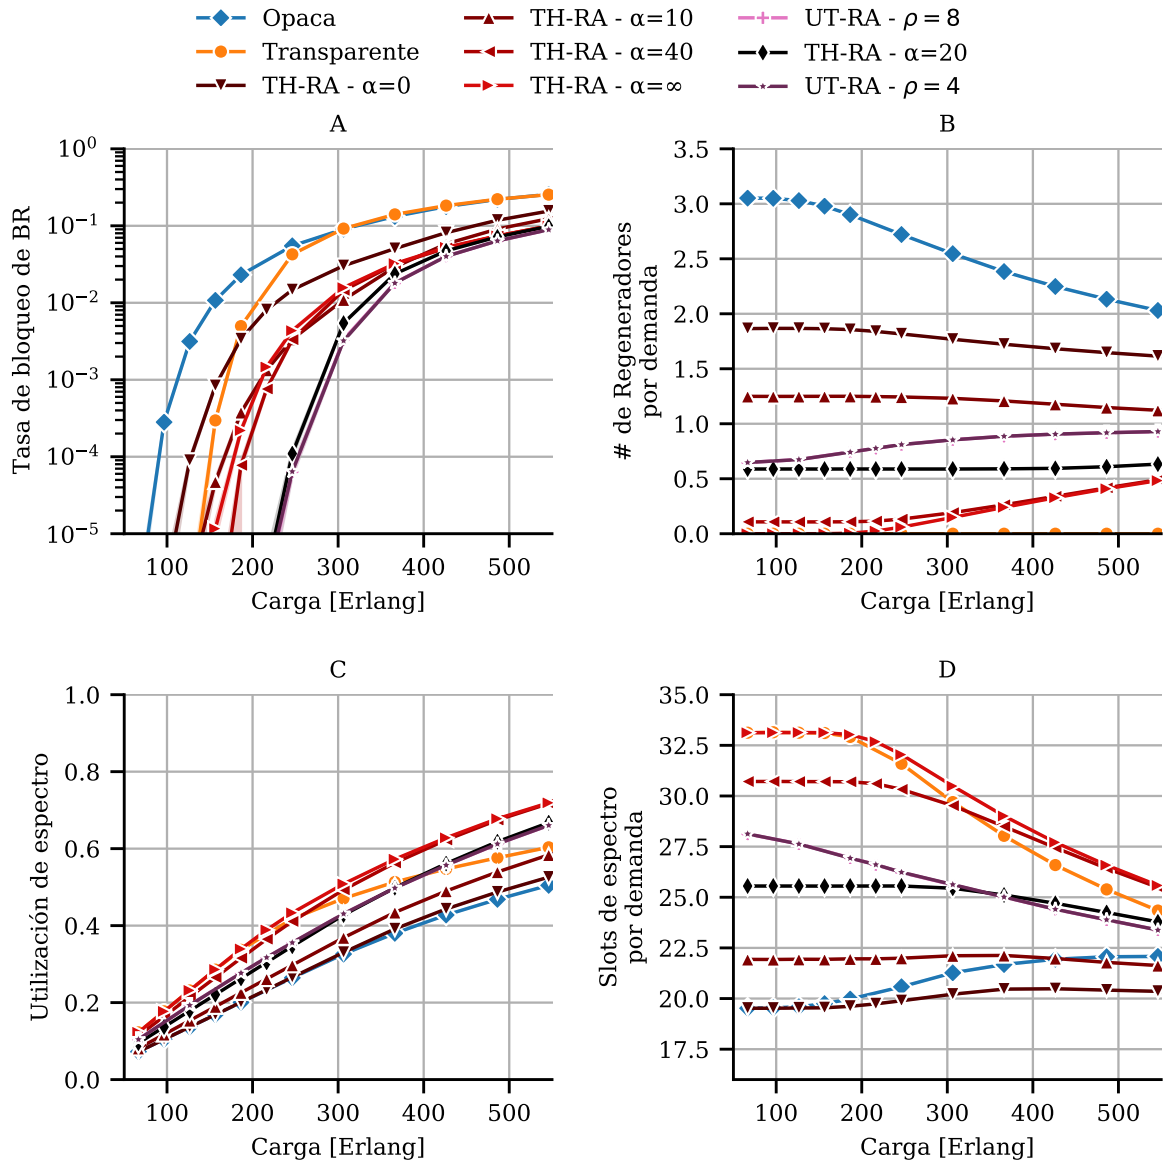 Opaca
Transparente
TH-RA - α=0
TH-RA - α=10
TH-RA - α=40
TH-RA - α=∞
UT-RA - ρ = 8
TH-RA - α=20
UT-RA - ρ = 4
A
Tasa de bloqueo de BR
10⁰
10⁻¹
10⁻²
10⁻³
10⁻⁴
10⁻⁵
100 200 300 400 500
Carga [Erlang]
B
# de Regeneradores
por demanda
3.5
3.0
2.5
2.0
1.5
1.0
0.5
0.0
100 200 300 400 500
Carga [Erlang]
C
Utilización de espectro
1.0
0.8
0.6
0.4
0.2
0.0
100 200 300 400 500
Carga [Erlang]
D
Slots de espectro
por demanda
35.0
32.5
30.0
27.5
25.0
22.5
20.0
17.5
100 200 300 400 500
Carga [Erlang]